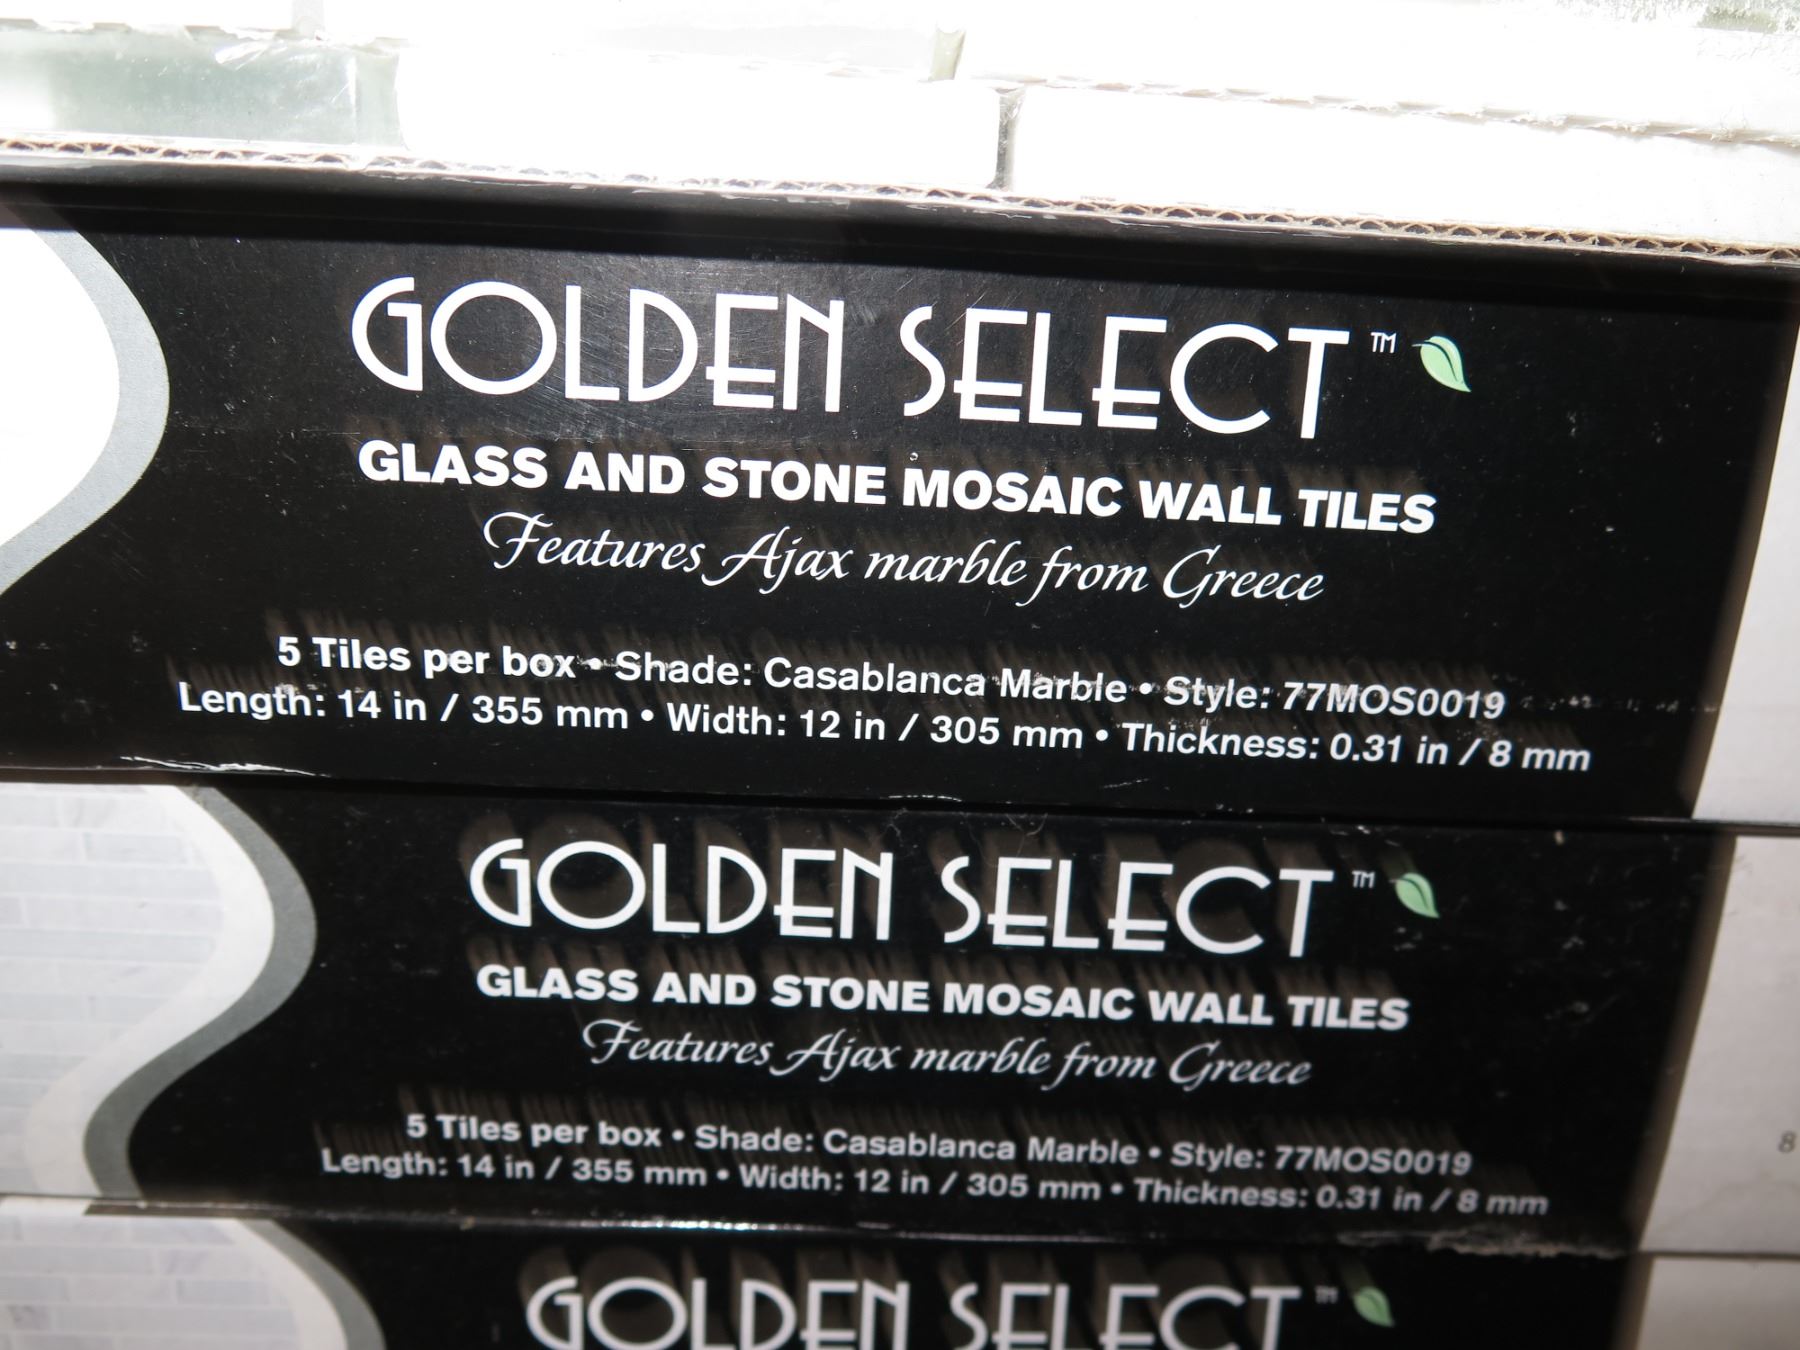 GOLDEN SELECT™
GLASS AND STONE MOSAIC WALL TILES
Features Ajax marble from Greece
5 Tiles per box • Shade: Casablanca Marble • Style: 77MOS0019
Length: 14 in / 355 mm • Width: 12 in / 305 mm • Thickness: 0.31 in / 8 mm
GOLDEN SELECT™
GLASS AND STONE MOSAIC WALL TILES
Features Ajax marble from Greece
5 Tiles per box • Shade: Casablanca Marble • Style: 77MOS0019
Length: 14 in / 355 mm • Width: 12 in / 305 mm • Thickness: 0.31 in / 8 mm
8
GOLDEN SELECT™